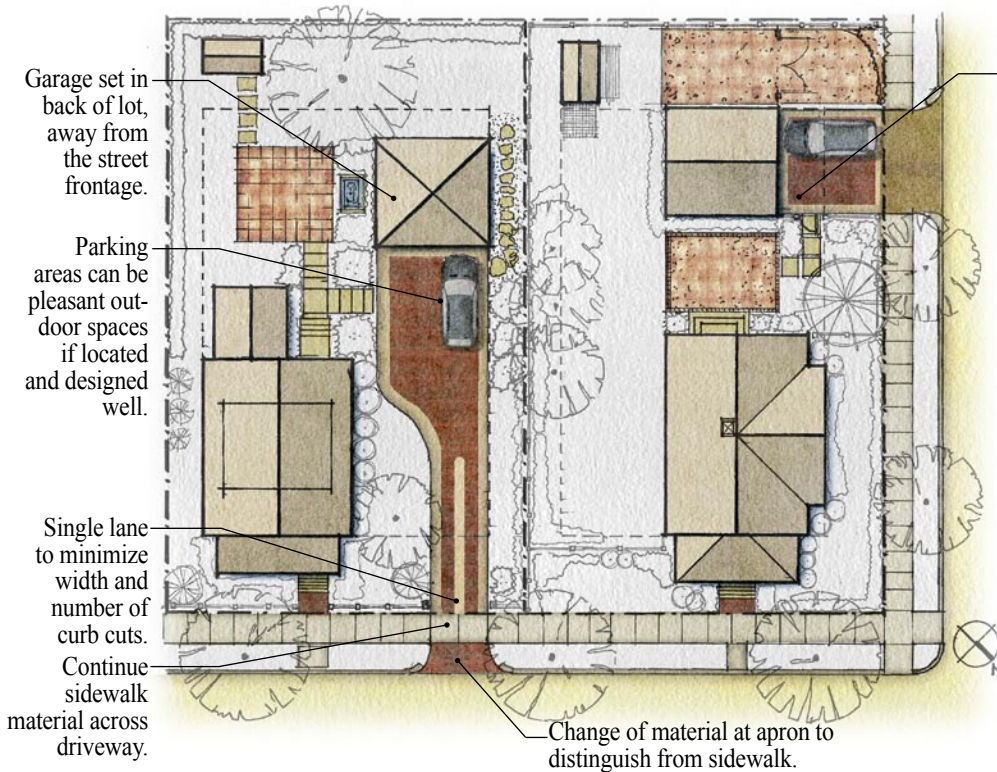 Garage set in
back of lot,
away from
the street
frontage.
Parking
areas can be
pleasant out-
door spaces
if located
and designed
well.
Single lane
to minimize
width and
number of
curb cuts.
Continue
sidewalk
material across
driveway.
Change of material at apron to
distinguish from sidewalk.